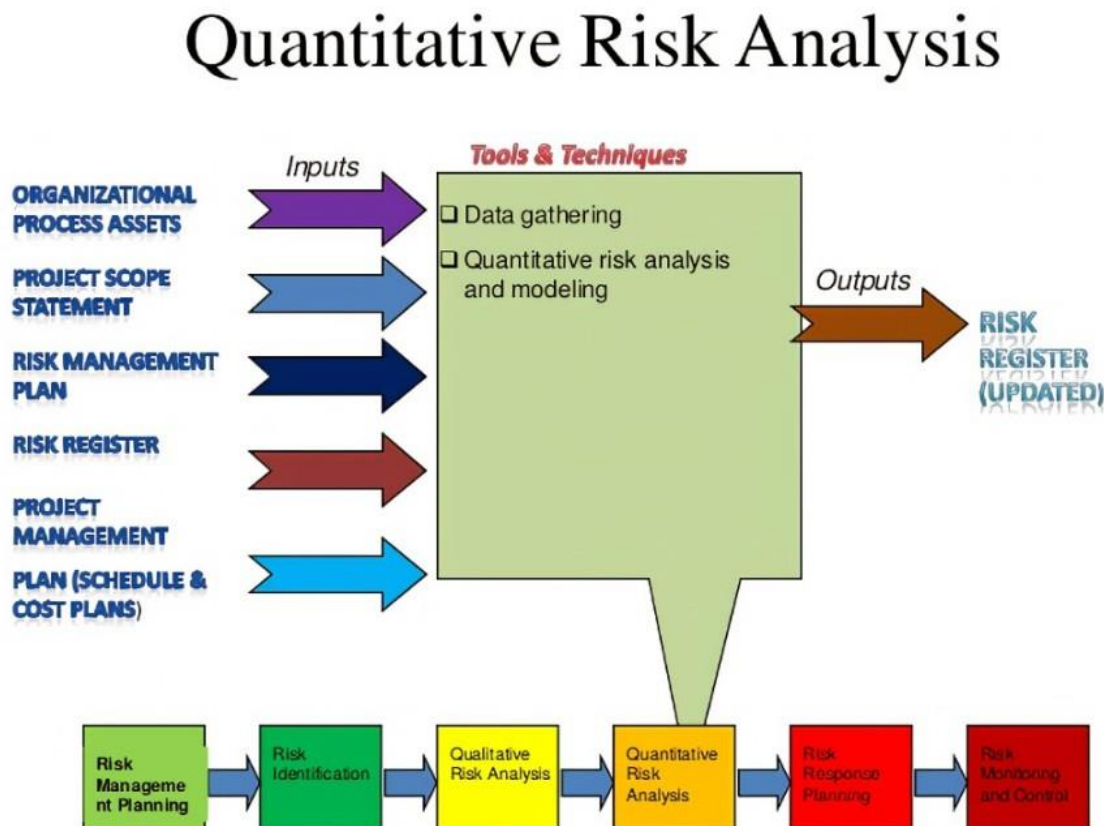 Quantitative Risk Analysis
Inputs
Tools & Techniques
ORGANIZATIONAL
PROCESS ASSETS
PROJECT SCOPE
STATEMENT
RISK MANAGEMENT
PLAN
RISK REGISTER
PROJECT
MANAGEMENT
PLAN (SCHEDULE &
COST PLANS)
❑ Data gathering
❑ Quantitative risk analysis
and modeling
Outputs
RISK
REGISTER
(UPDATED)
Risk
Manageme
nt Planning
Risk
Identification
Qualitative
Risk Analysis
Quantitative
Risk
Analysis
Risk
Response
Planning
Risk
Monitoring
and Control